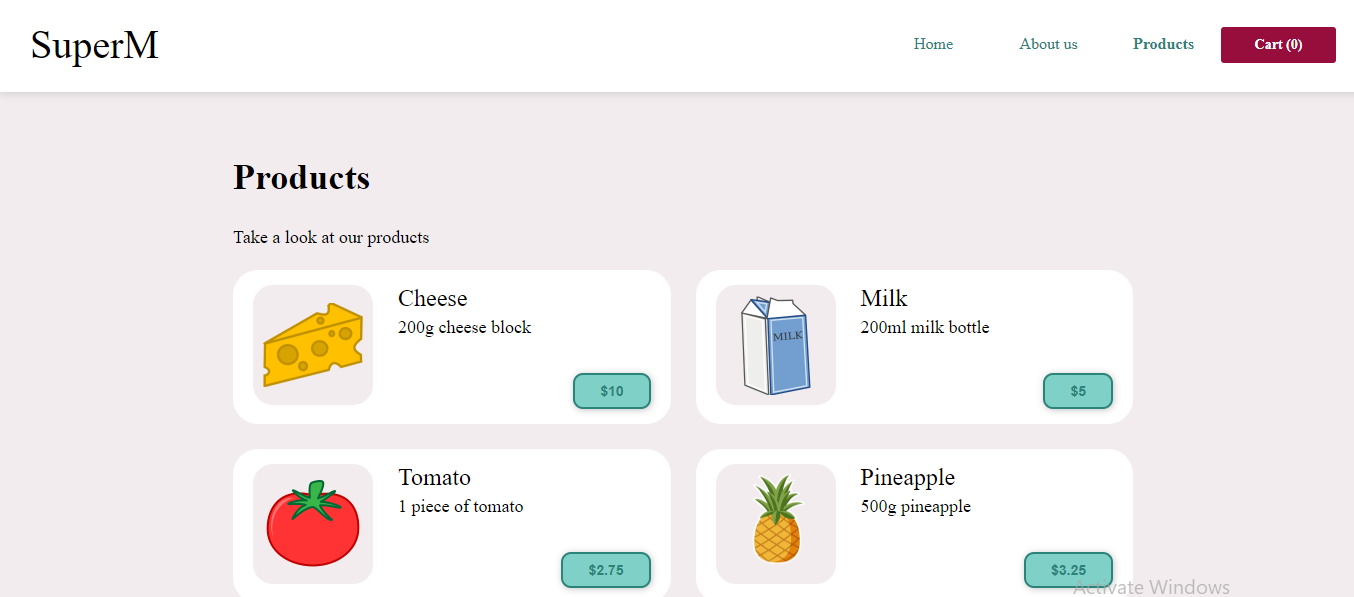 SuperM
Home About us Products Cart (0)
Products
Take a look at our products
Cheese
200g cheese block
$10
Milk
200ml milk bottle
MILK
$5
Tomato
1 piece of tomato
$2.75
Pineapple
500g pineapple
$3.25
Activate Windows